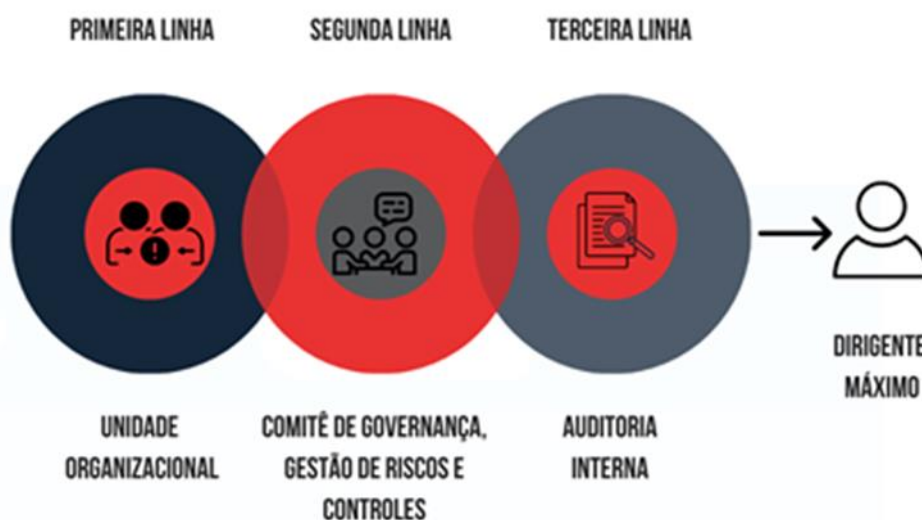 PRIMEIRA LINHA
SEGUNDA LINHA
TERCEIRA LINHA
UNIDADE
ORGANIZACIONAL
COMITÊ DE GOVERNANÇA,
GESTÃO DE RISCOS E
CONTROLES
AUDITORIA
INTERNA
DIRIGENTE
MÁXIMO